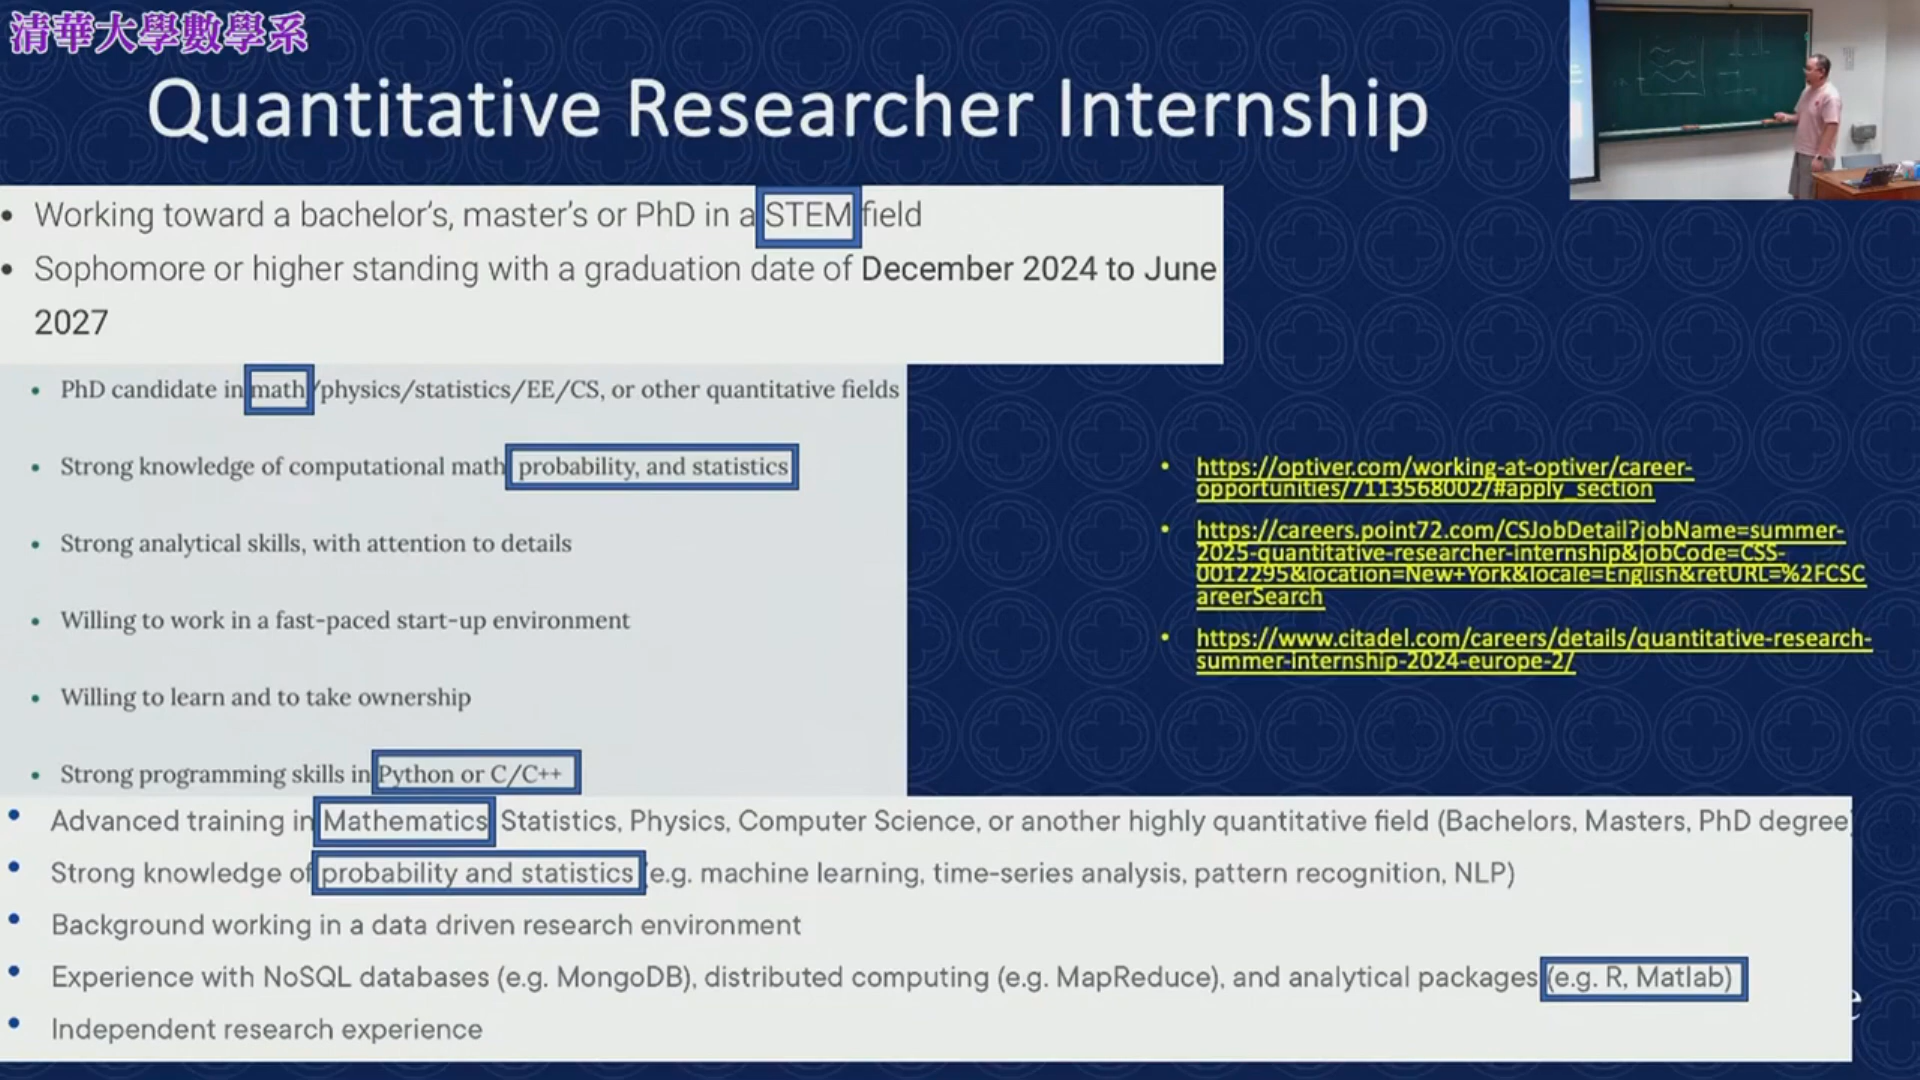 清華大學數學系
Quantitative Researcher Internship
• Working toward a bachelor's, master's or PhD in a STEM field
• Sophomore or higher standing with a graduation date of December 2024 to June
2027
• PhD candidate in math/physics/statistics/EE/CS, or other quantitative fields
• Strong knowledge of computational math probability, and statistics
• Strong analytical skills, with attention to details
• Willing to work in a fast-paced start-up environment
• Willing to learn and to take ownership
• Strong programming skills in Python or C/C++
• https://optiver.com/working-at-optiver/career-
opportunities/7113568002/#apply_section
• https://careers.point72.com/CSJobDetail?jobName=summer-
2025-quantitative-researcher-internship&jobCode=CSS-
0012295&location=New+York&locale=English&retURL=%2FCSC
areerSearch
• https://www.citadel.com/careers/details/quantitative-research-
summer-internship-2024-europe-2/
• Advanced training in Mathematics Statistics, Physics, Computer Science, or another highly quantitative field (Bachelors, Masters, PhD degree)
• Strong knowledge of probability and statistics (e.g. machine learning, time-series analysis, pattern recognition, NLP)
• Background working in a data driven research environment
• Experience with NoSQL databases (e.g. MongoDB), distributed computing (e.g. MapReduce), and analytical packages (e.g. R, Matlab)
• Independent research experience